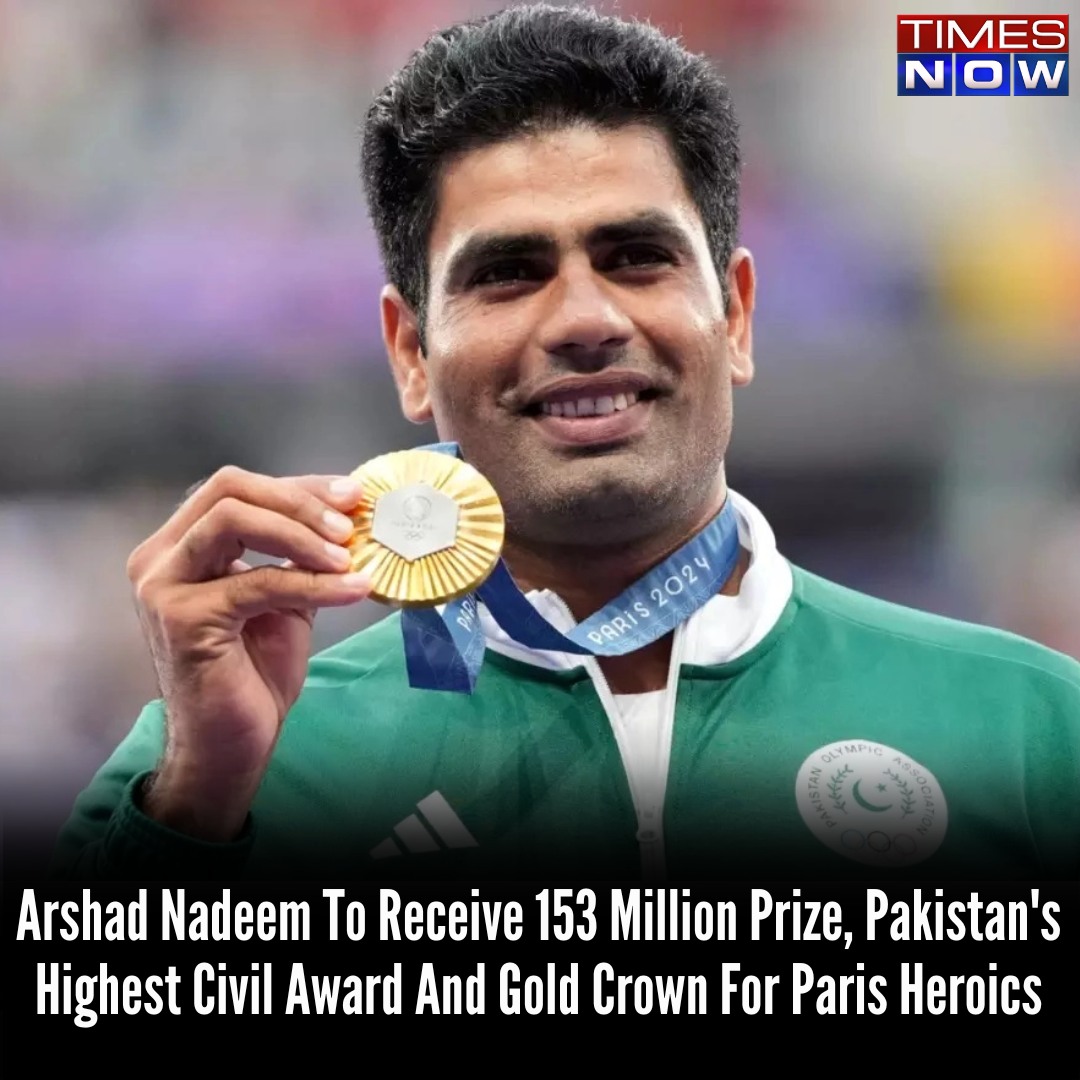 TIMES
NOW
PARIS 2024
PAR
PAKISTAN OLYMPIC ASSOCIATION
Arshad Nadeem To Receive 153 Million Prize, Pakistan's
Highest Civil Award And Gold Crown For Paris Heroics